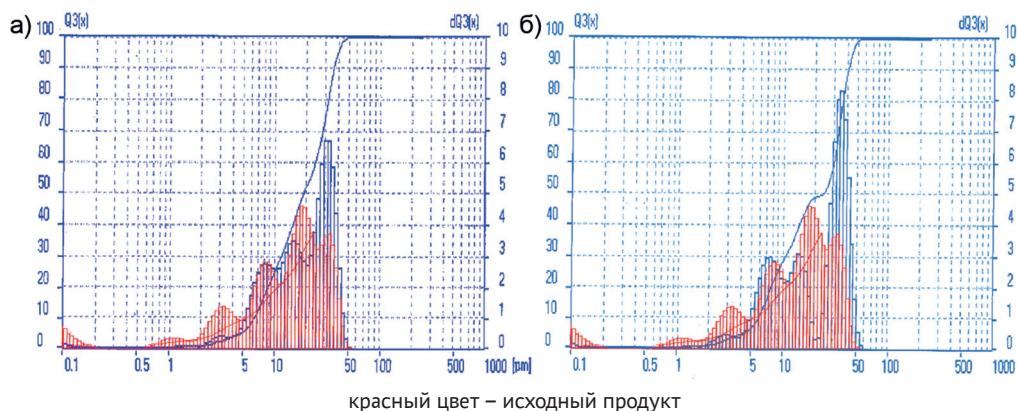 а) Q3(x) dQ3(x) б) Q3(x) dQ3(x)
100 10 100 10
90 9 90 9
80 8 80 8
70 7 70 7
60 6 60 6
50 5 50 5
40 4 40 4
30 3 30 3
20 2 20 2
10 1 10 1
0 0 0 0
0.1 0.5 1 5 10 50 100 500 [µm] 0.1 0.5 1 5 10 50 100 500 1000
красный цвет – исходный продукт